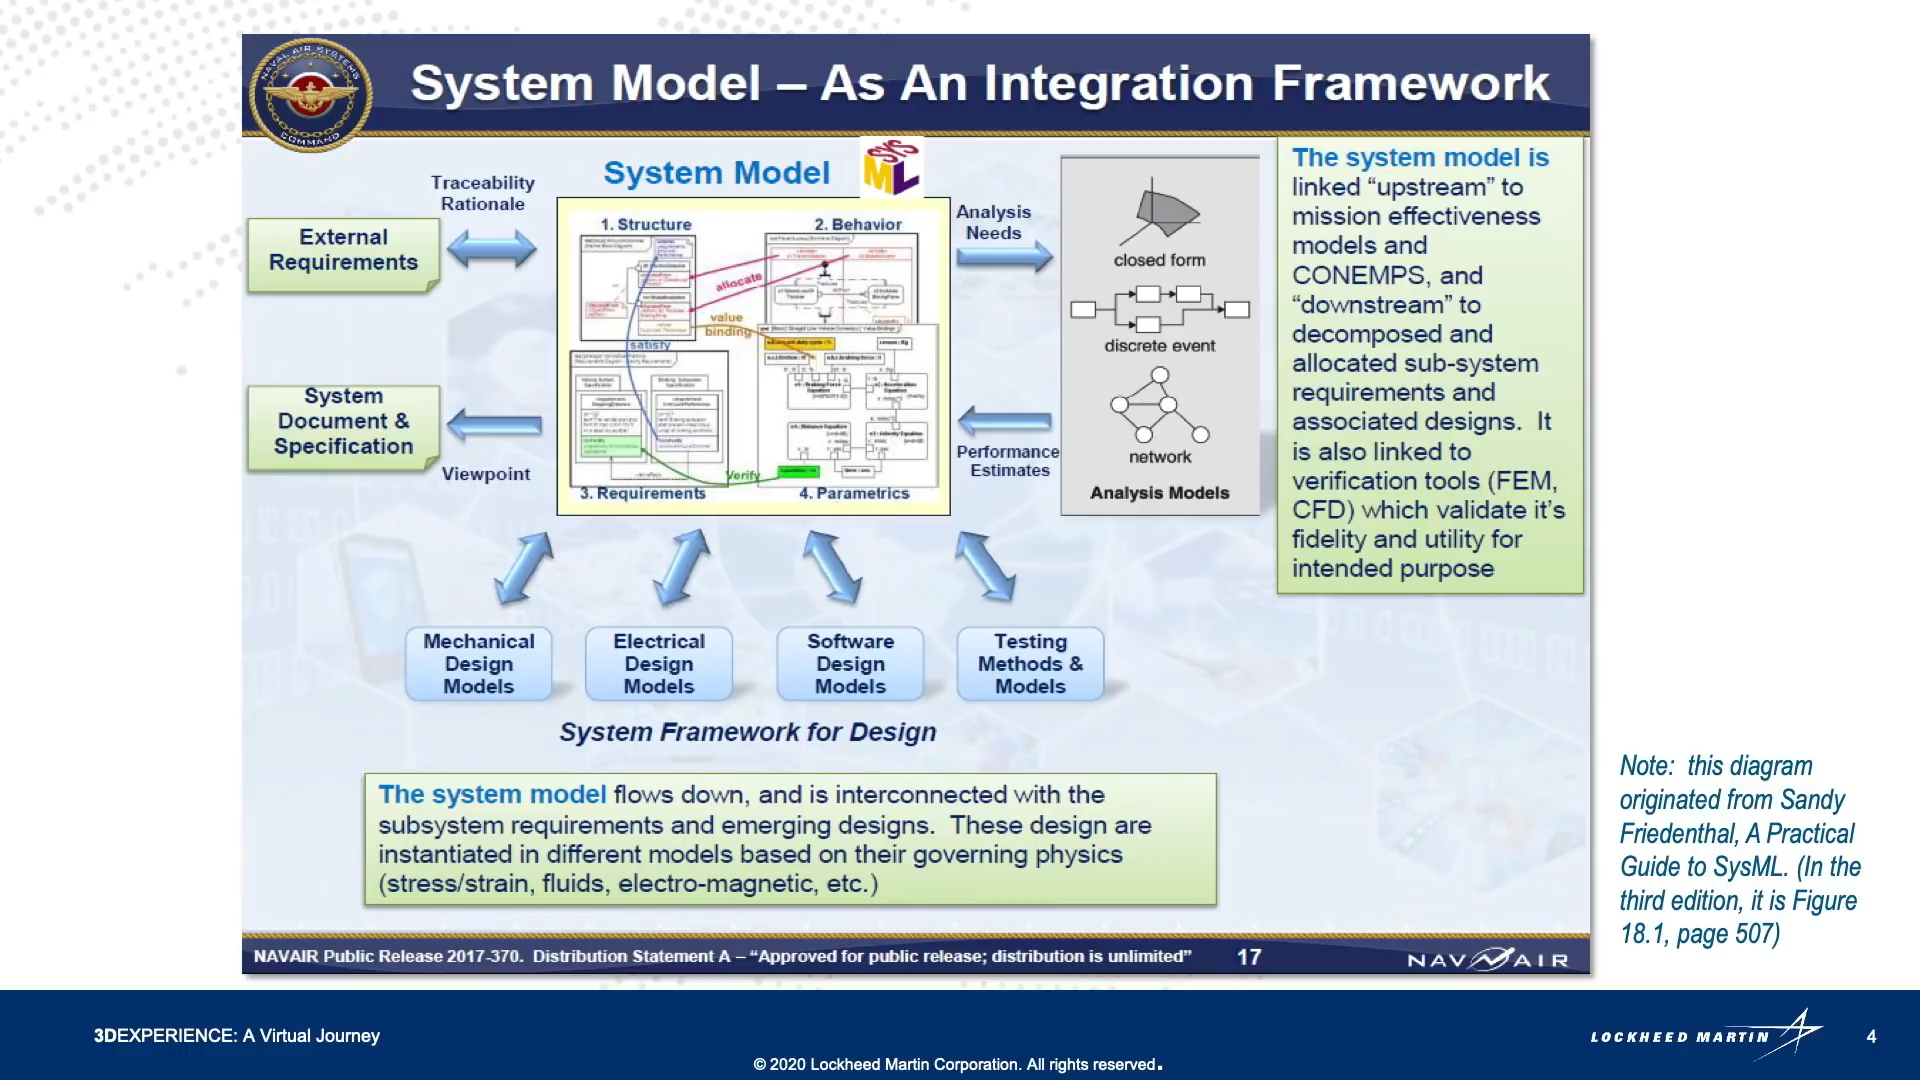 System Model – As An Integration Framework
NAVAL AIR SYSTEMS
COMMAND
System Model
SYS
ML
Traceability
Rationale
External
Requirements
System
Document &
Specification
Viewpoint
1. Structure
2. Behavior
allocate
value
binding
satisfy
Verify
3. Requirements
4. Parametrics
Analysis
Needs
Performance
Estimates
closed form
discrete event
network
Analysis Models
The system model is
linked “upstream” to
mission effectiveness
models and
CONEMPS, and
“downstream” to
decomposed and
allocated sub-system
requirements and
associated designs. It
is also linked to
verification tools (FEM,
CFD) which validate it’s
fidelity and utility for
intended purpose
Mechanical
Design
Models
Electrical
Design
Models
Software
Design
Models
Testing
Methods &
Models
System Framework for Design
The system model flows down, and is interconnected with the
subsystem requirements and emerging designs. These design are
instantiated in different models based on their governing physics
(stress/strain, fluids, electro-magnetic, etc.)
Note: this diagram
originated from Sandy
Friedenthal, A Practical
Guide to SysML. (In the
third edition, it is Figure
18.1, page 507)
NAVAIR Public Release 2017-370. Distribution Statement A – “Approved for public release; distribution is unlimited”
17
NAVAIR
3DEXPERIENCE: A Virtual Journey
LOCKHEED MARTIN
4
© 2020 Lockheed Martin Corporation. All rights reserved.